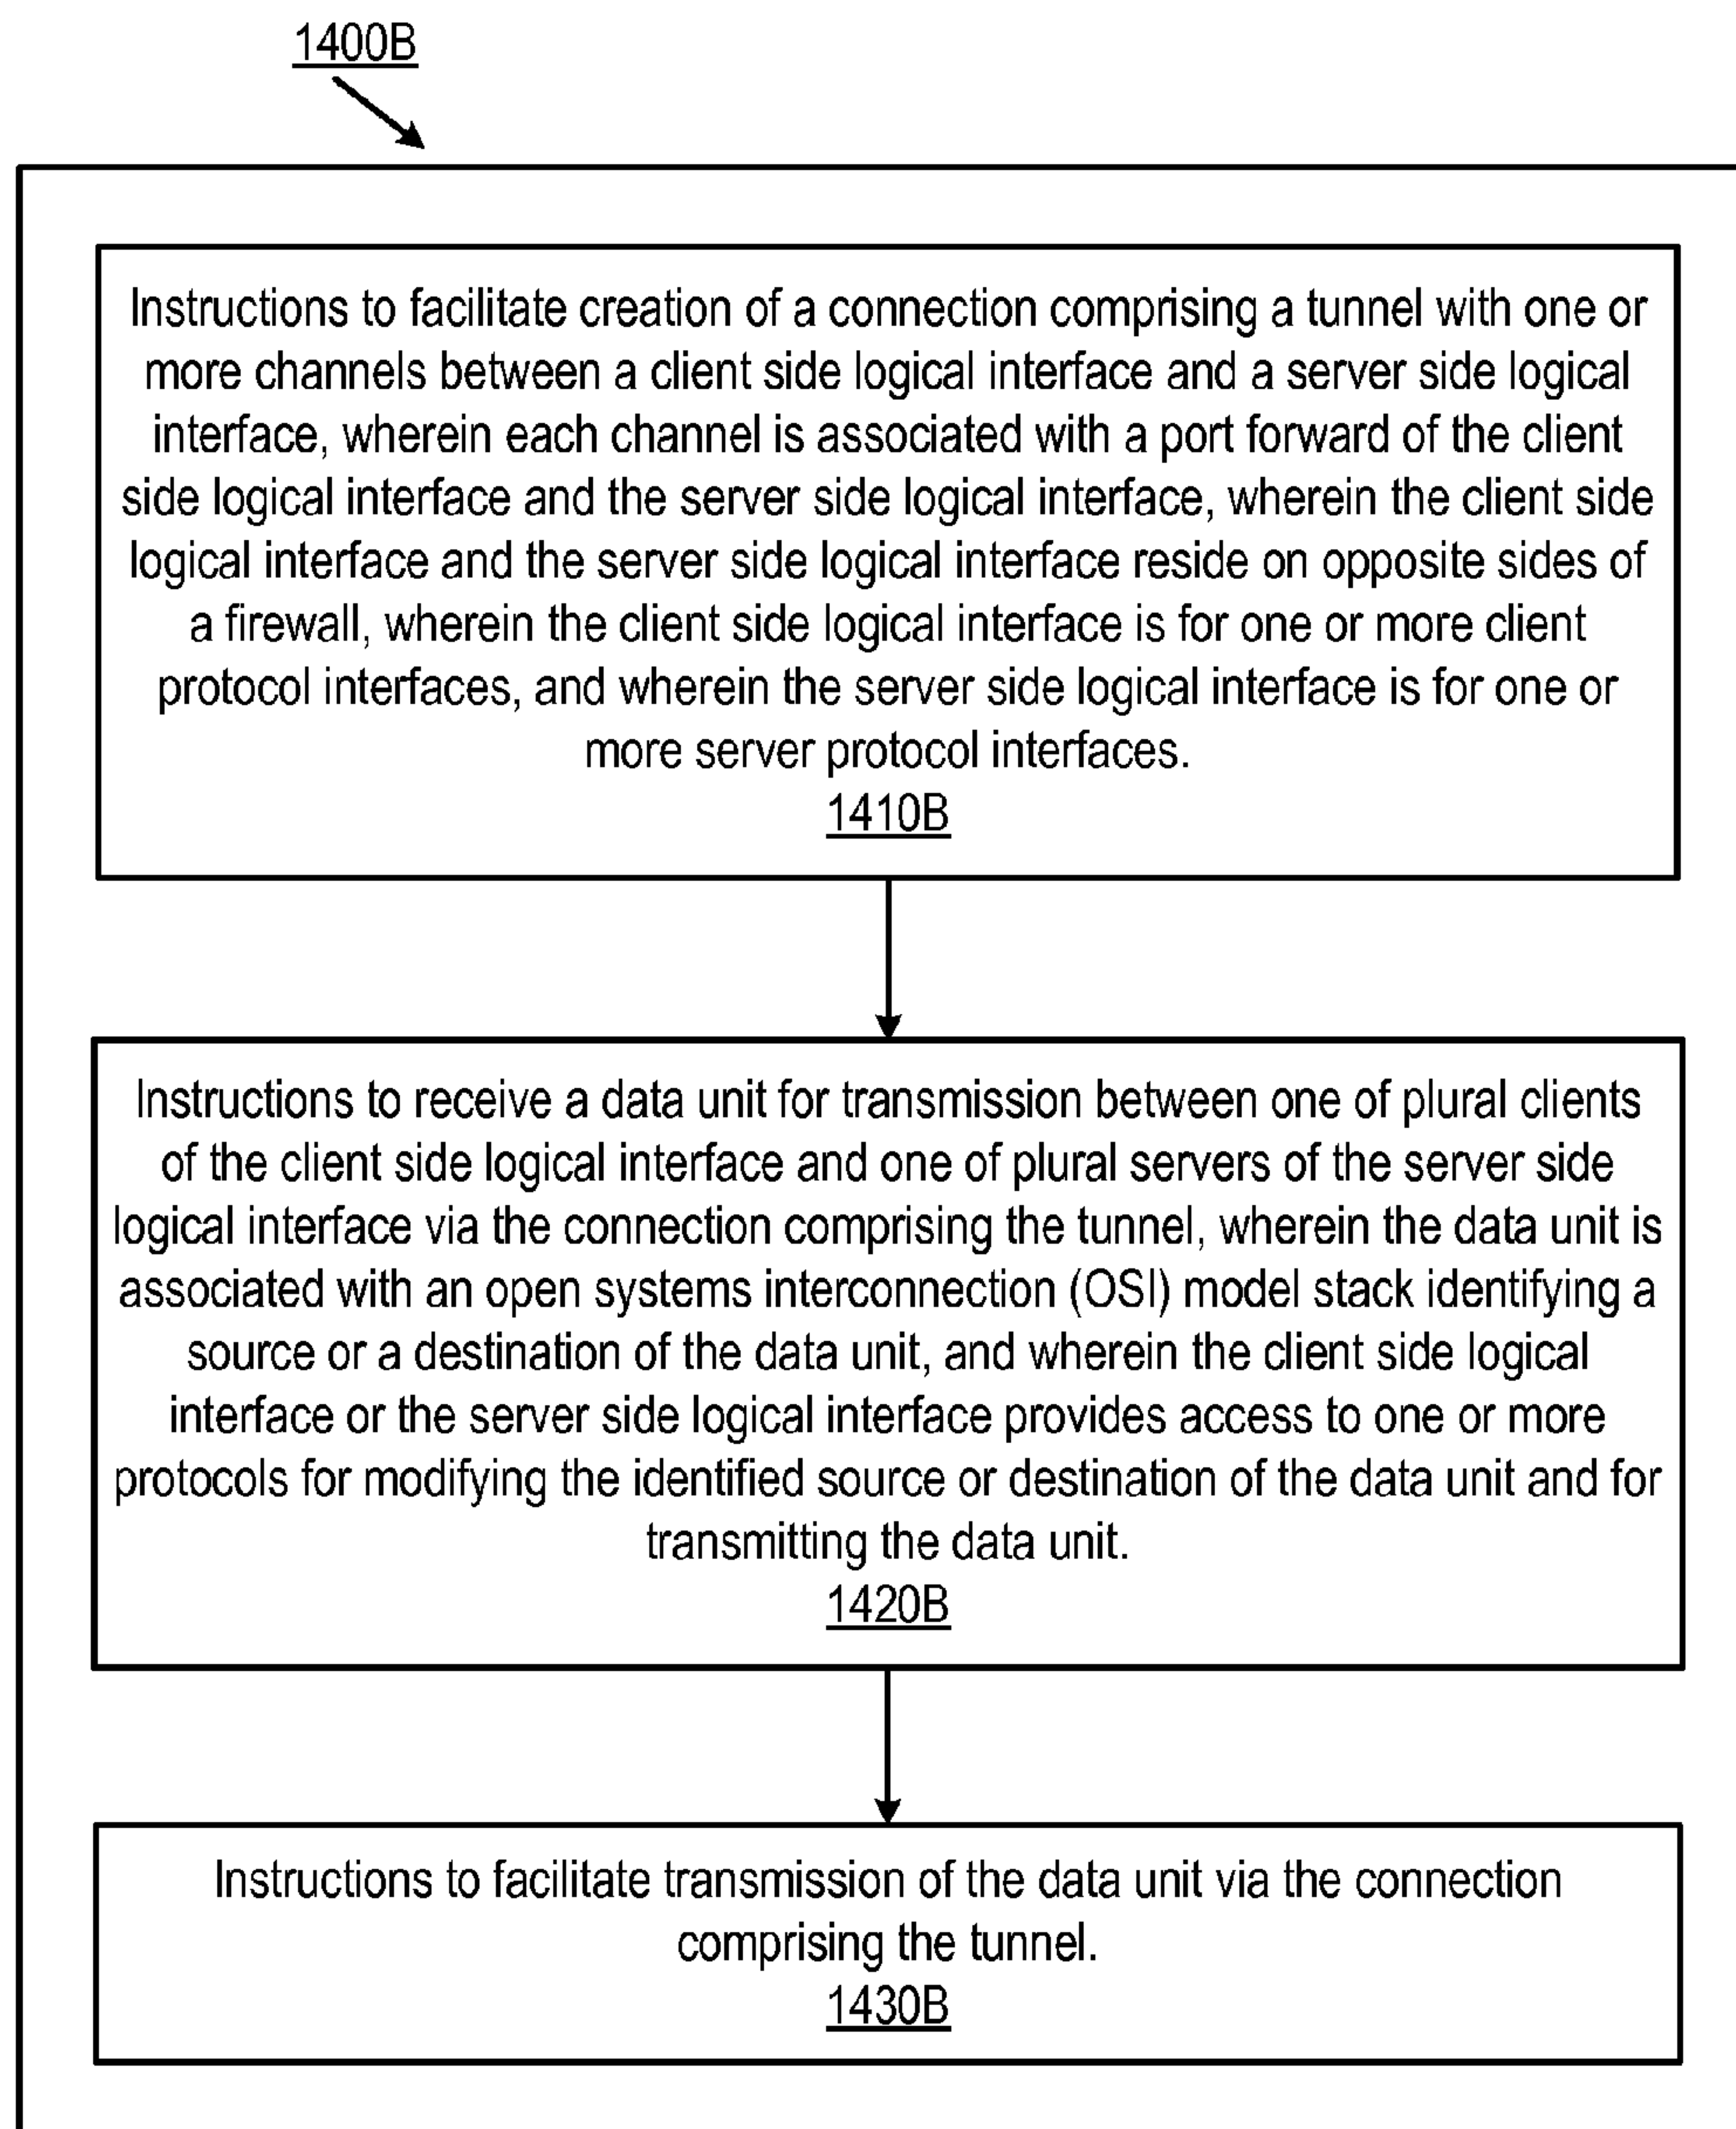 1400B
Instructions to facilitate creation of a connection comprising a tunnel with one or
more channels between a client side logical interface and a server side logical
interface, wherein each channel is associated with a port forward of the client
side logical interface and the server side logical interface, wherein the client side
logical interface and the server side logical interface reside on opposite sides of
a firewall, wherein the client side logical interface is for one or more client
protocol interfaces, and wherein the server side logical interface is for one or
more server protocol interfaces.
1410B
Instructions to receive a data unit for transmission between one of plural clients
of the client side logical interface and one of plural servers of the server side
logical interface via the connection comprising the tunnel, wherein the data unit is
associated with an open systems interconnection (OSI) model stack identifying a
source or a destination of the data unit, and wherein the client side logical
interface or the server side logical interface provides access to one or more
protocols for modifying the identified source or destination of the data unit and for
transmitting the data unit.
1420B
Instructions to facilitate transmission of the data unit via the connection
comprising the tunnel.
1430B